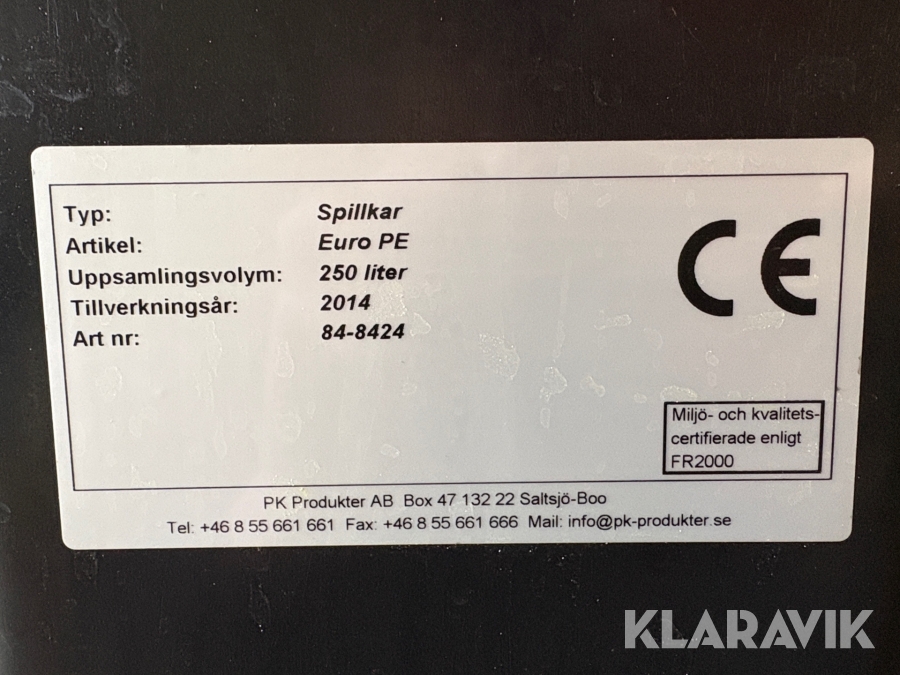 Typ: Spillkar
Artikel: Euro PE
Uppsamlingsvolym: 250 liter
Tillverkningsår: 2014
Art nr: 84-8424
CE
Miljö- och kvalitets-
certifierade enligt
FR2000
PK Produkter AB Box 47 132 22 Saltsjö-Boo
Tel: +46 8 55 661 661 Fax: +46 8 55 661 666 Mail: info@pk-produkter.se
KLARAVIK